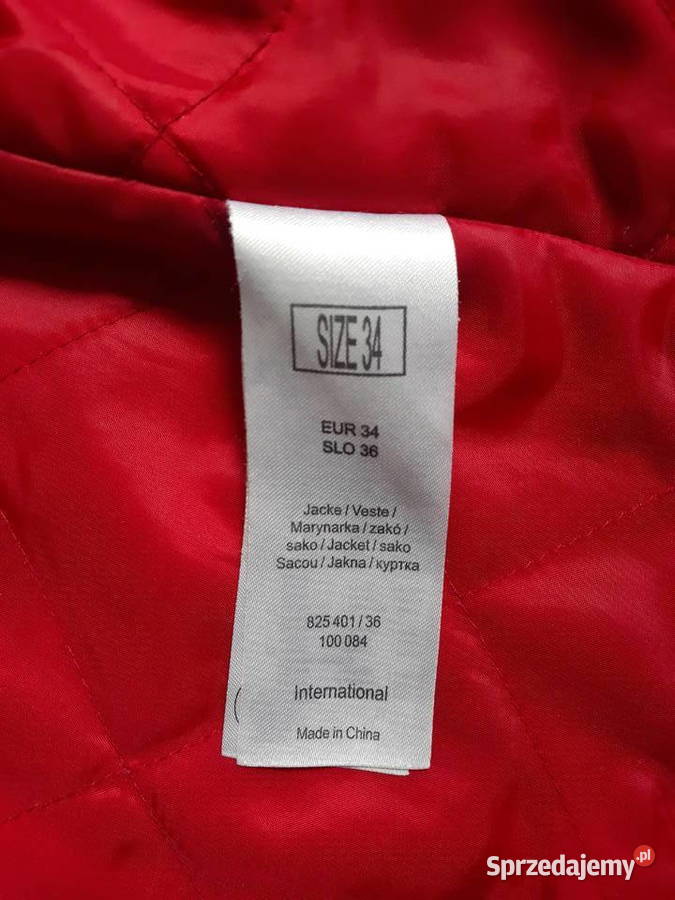 SIZE 34
EUR 34
SLO 36
Jacke / Veste /
Marynarka / zakó /
sako / Jacket / sako
Sacou / Jakna / куртка
825 401 / 36
100 084
International
Made in China
Sprzedajemy.pl